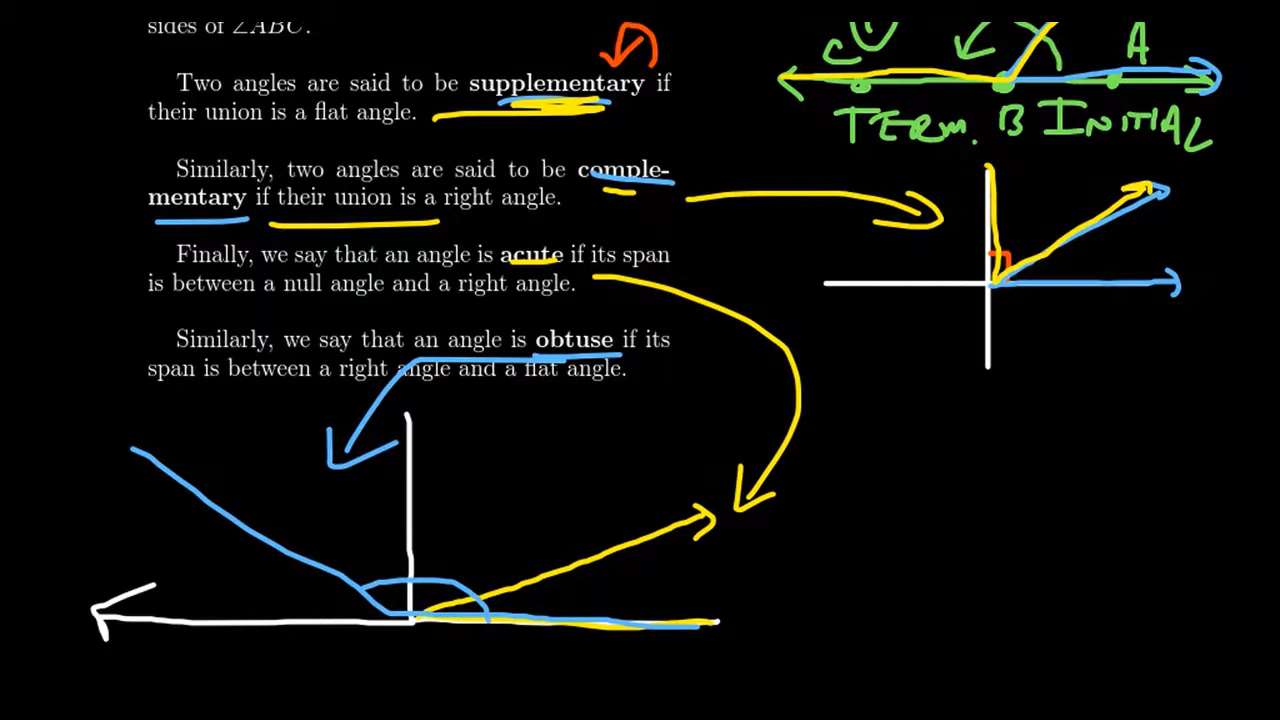 sides of ∠ABC.
Two angles are said to be supplementary if
their union is a flat angle.
Similarly, two angles are said to be comple-
mentary if their union is a right angle.
Finally, we say that an angle is acute if its span
is between a null angle and a right angle.
Similarly, we say that an angle is obtuse if its
span is between a right angle and a flat angle.
C A
TERM. B INITIAL